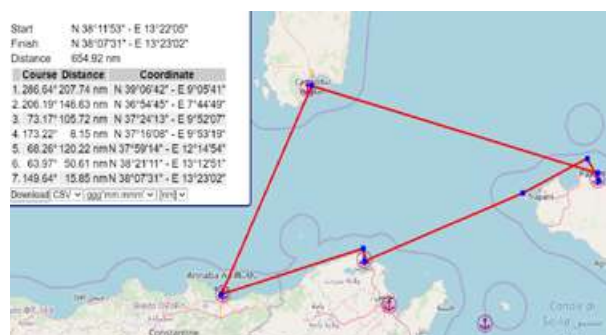 Start N 38°11'53" - E 13°22'05"
Finish N 38°07'31" - E 13°23'02"
Distance 654.92 nm
Course Distance Coordinate
1. 286.64° 207.74 nm N 39°06'42" - E 9°05'41"
2. 206.19° 146.63 nm N 36°54'45" - E 7°44'49"
3. 73.17° 105.72 nm N 37°24'13" - E 9°52'07"
4. 173.22° 8.15 nm N 37°16'08" - E 9°53'19"
5. 68.26° 120.22 nm N 37°59'14" - E 12°14'54"
6. 63.97° 50.61 nm N 38°21'11" - E 13°12'51"
7. 149.64° 15.85 nm N 38°07'31" - E 13°23'02"
Download CSV ggg°mm.mmm' [nm]
Trapani
Annaba
Constantine
Canale di